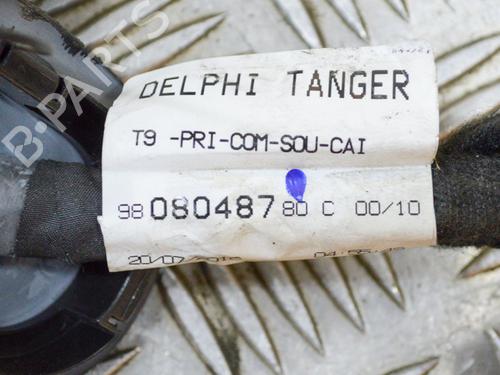 B-PARTS
DELPHI TANGER
T9 -PRI-COM-SOU-CAI
98 080487 80 C 00/10